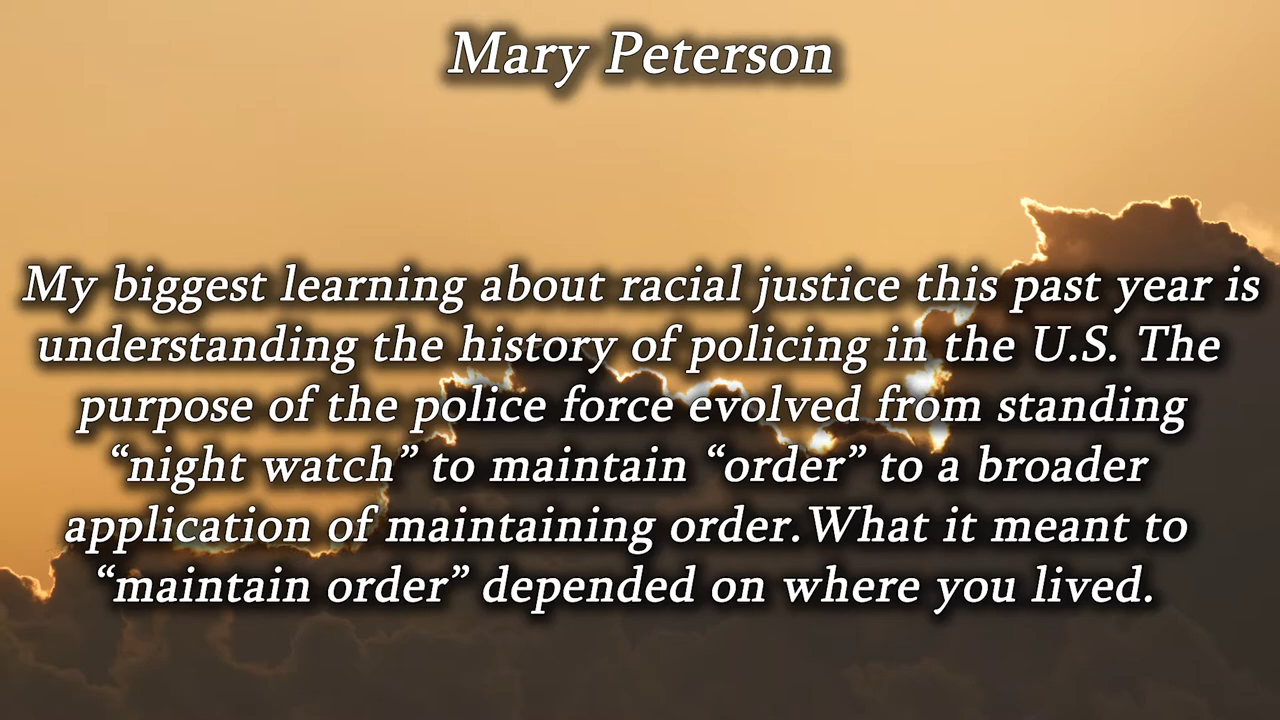 Mary Peterson
My biggest learning about racial justice this past year is
understanding the history of policing in the U.S. The
purpose of the police force evolved from standing
“night watch” to maintain “order” to a broader
application of maintaining order.What it meant to
“maintain order” depended on where you lived.